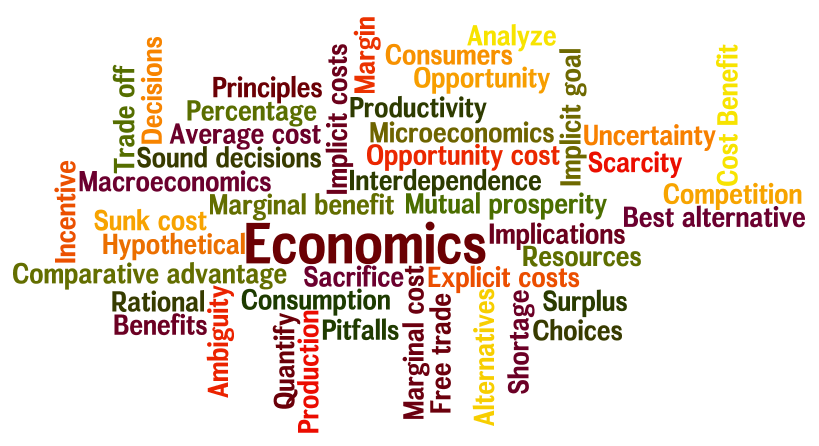 Analyze
Margin
Consumers
Decisions
Opportunity
Principles
Implicit costs
Cost Benefit
Trade off
Percentage
Productivity
Implicit goal
Average cost
Microeconomics
Uncertainty
Sound decisions
Opportunity cost
Scarcity
Macroeconomics
Interdependence
Competition
Incentive
Marginal benefit
Mutual prosperity
Best alternative
Sunk cost
Hypothetical
Economics
Implications
Resources
Comparative advantage
Sacrifice
Explicit costs
Rational
Consumption
Surplus
Benefits
Ambiguity
Quantify
Production
Pitfalls
Marginal cost
Free trade
Alternatives
Shortage
Choices